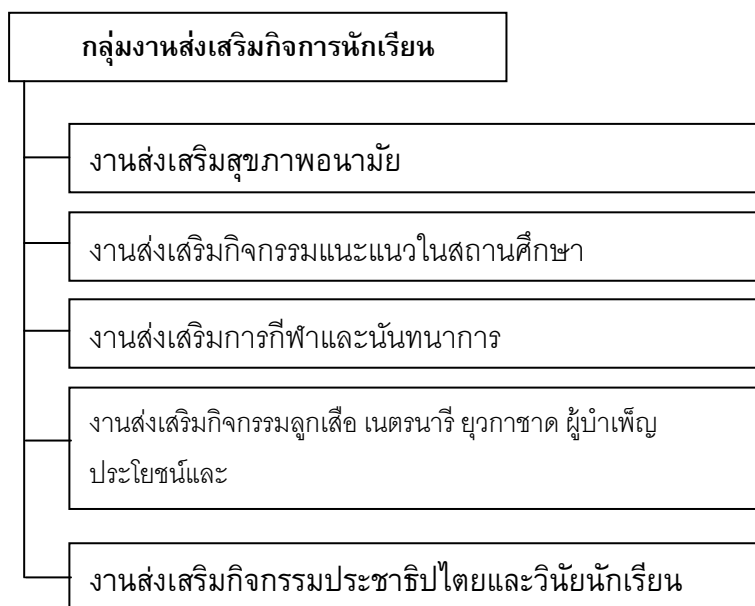 กลุ่มงานส่งเสริมกิจการนักเรียน
งานส่งเสริมสุขภาพอนามัย
งานส่งเสริมกิจกรรมแนะแนวในสถานศึกษา
งานส่งเสริมการกีฬาและนันทนาการ
งานส่งเสริมกิจกรรมลูกเสือ เนตรนารี ยุวกาชาด ผู้บำเพ็ญ
ประโยชน์และ
งานส่งเสริมกิจกรรมประชาธิปไตยและวินัยนักเรียน